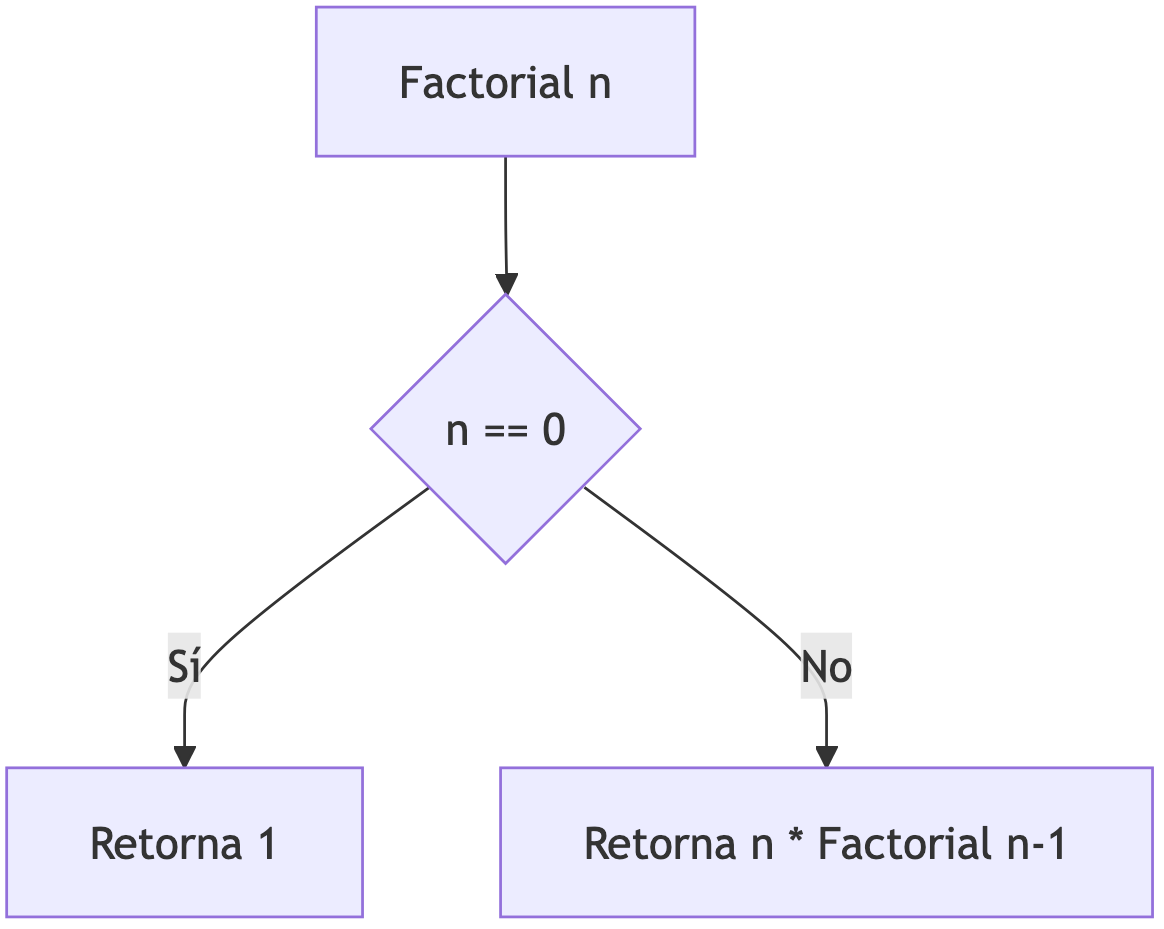 Factorial n
n == 0
Sí
No
Retorna 1
Retorna n * Factorial n-1